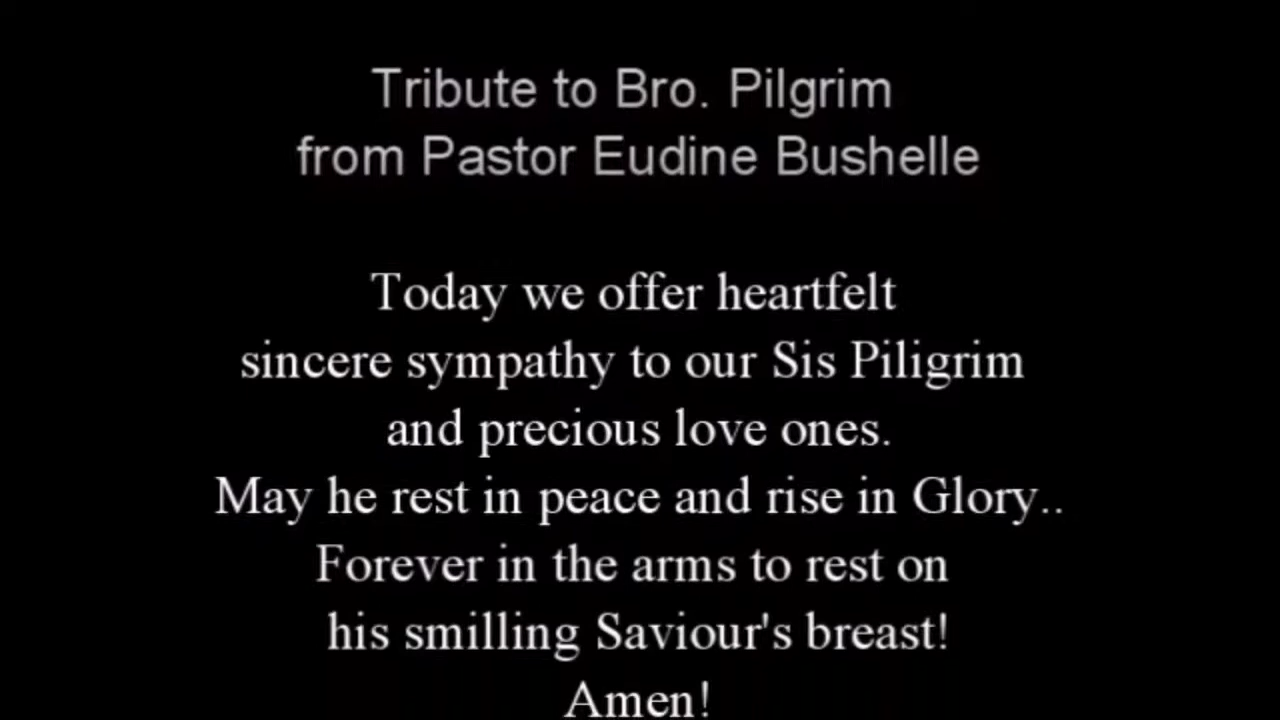 Tribute to Bro. Pilgrim
from Pastor Eudine Bushelle
Today we offer heartfelt
sincere sympathy to our Sis Piligrim
and precious love ones.
May he rest in peace and rise in Glory..
Forever in the arms to rest on
his smilling Saviour's breast!
Amen!